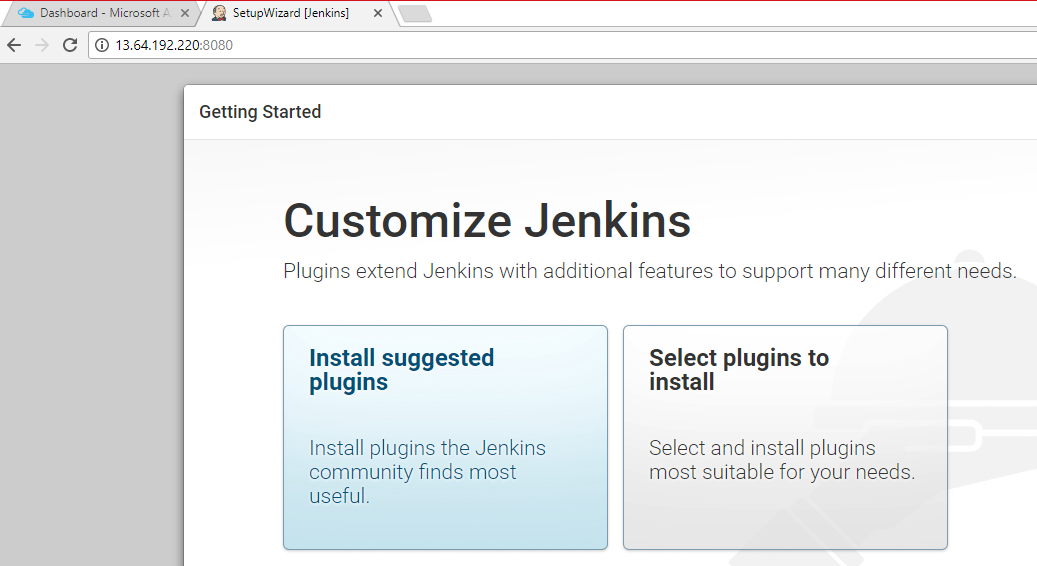 Dashboard - Microsoft A
SetupWizard [Jenkins]
13.64.192.220:8080
Getting Started
Customize Jenkins
Plugins extend Jenkins with additional features to support many different needs.
Install suggested
plugins
Install plugins the Jenkins
community finds most
useful.
Select plugins to
install
Select and install plugins
most suitable for your needs.